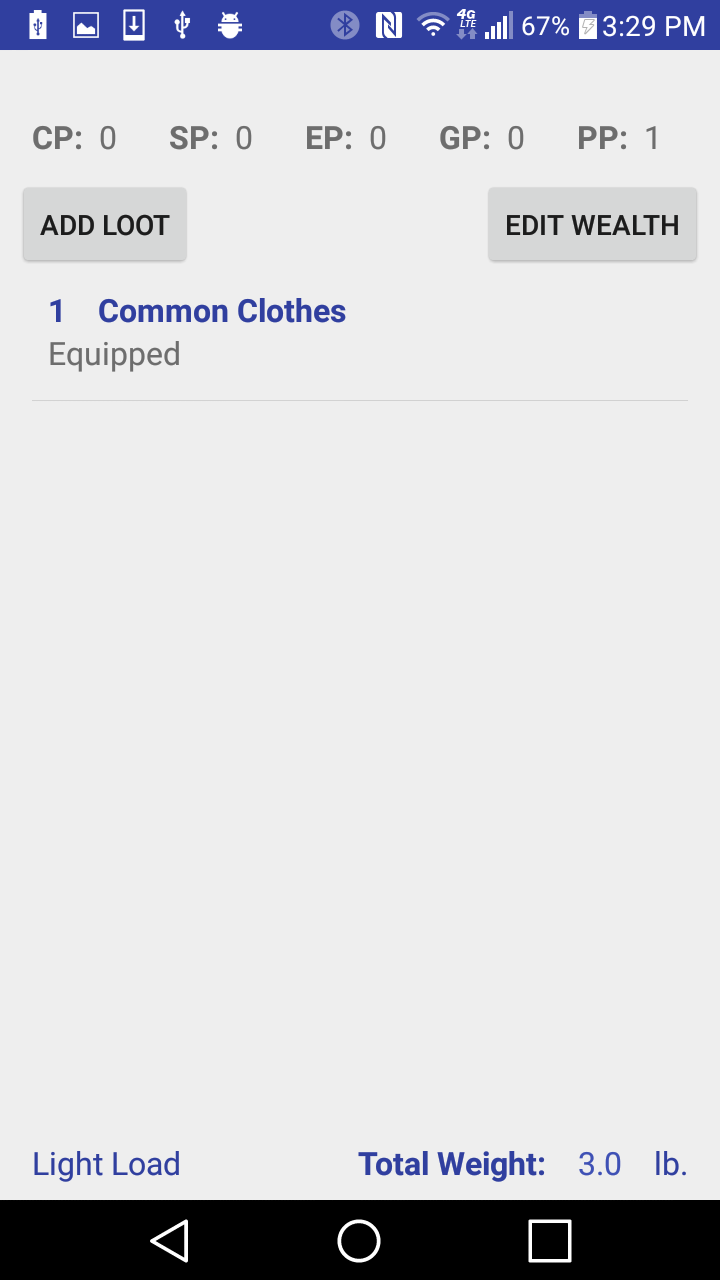 4G LTE 67% 3:29 PM
CP: 0 SP: 0 EP: 0 GP: 0 PP: 1
ADD LOOT EDIT WEALTH
1 Common Clothes
Equipped
Light Load Total Weight: 3.0 lb.